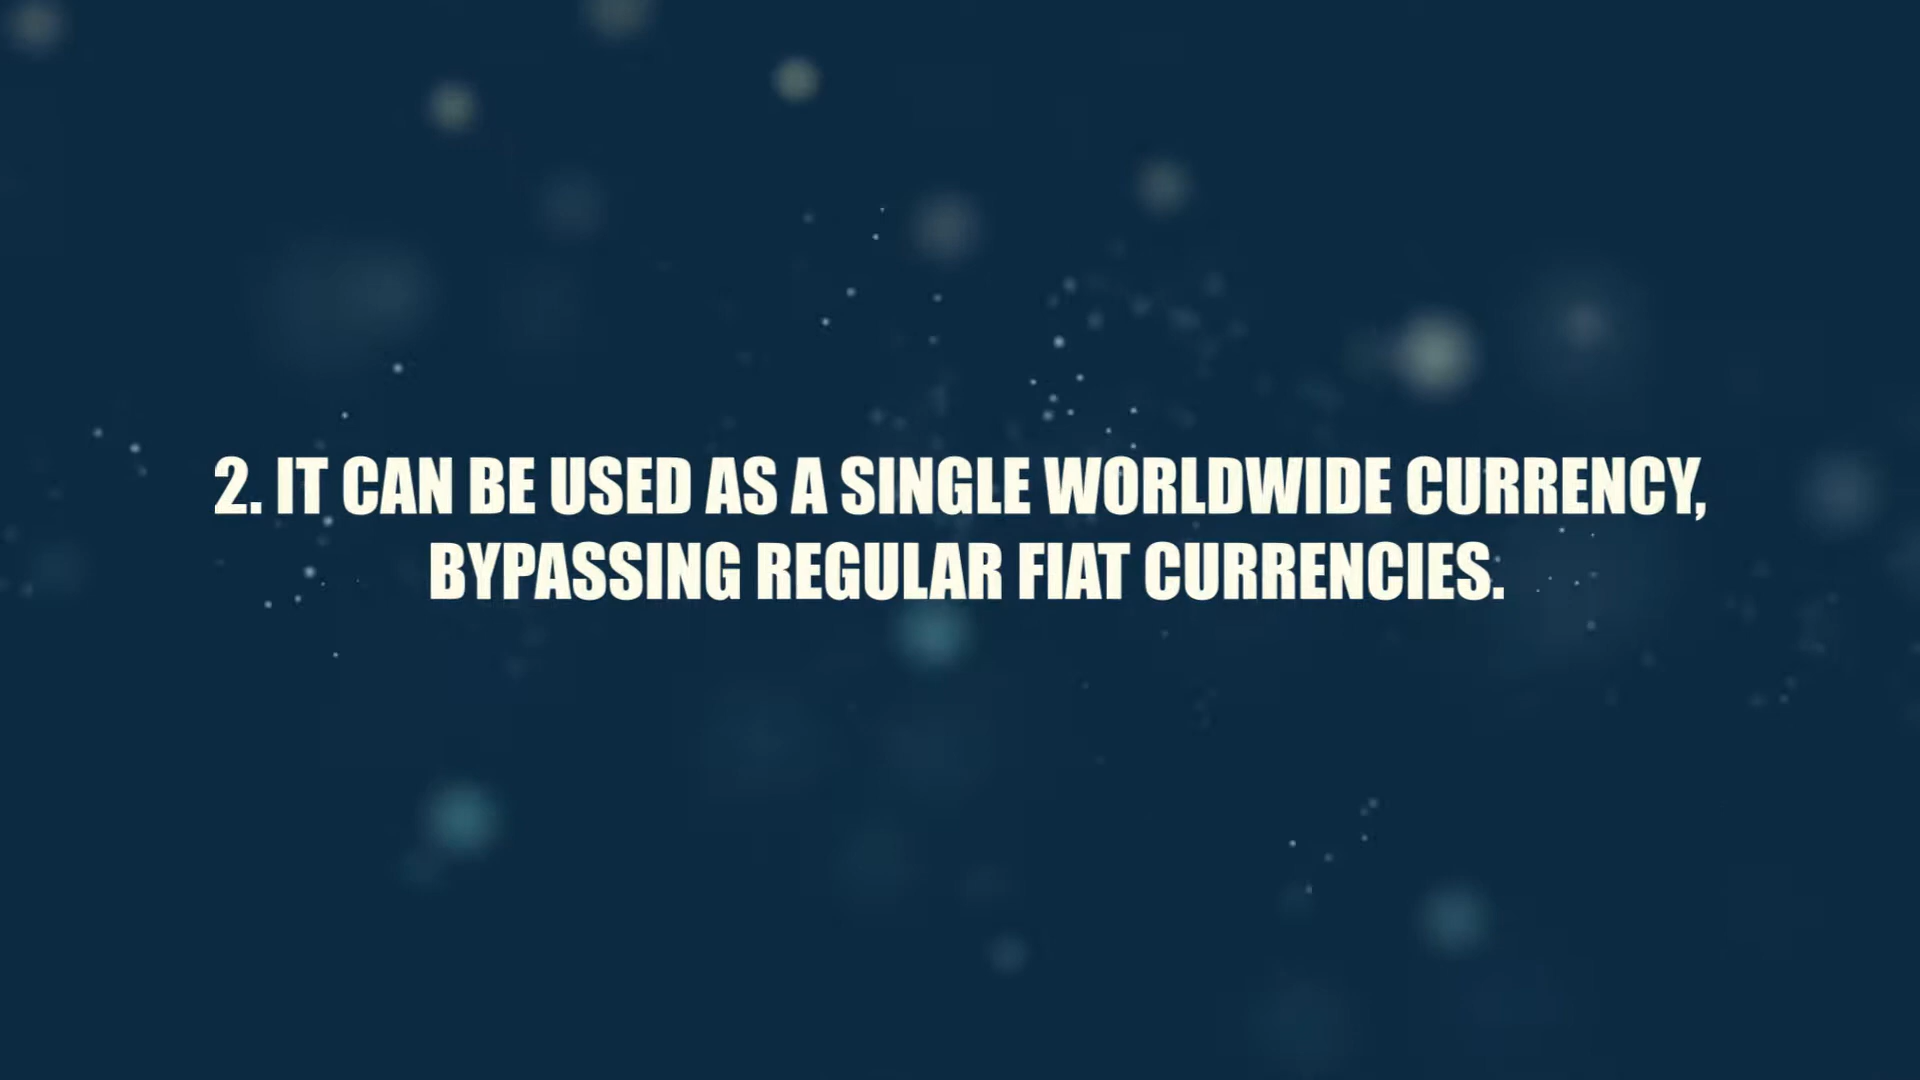 2. IT CAN BE USED AS A SINGLE WORLDWIDE CURRENCY,
BYPASSING REGULAR FIAT CURRENCIES.